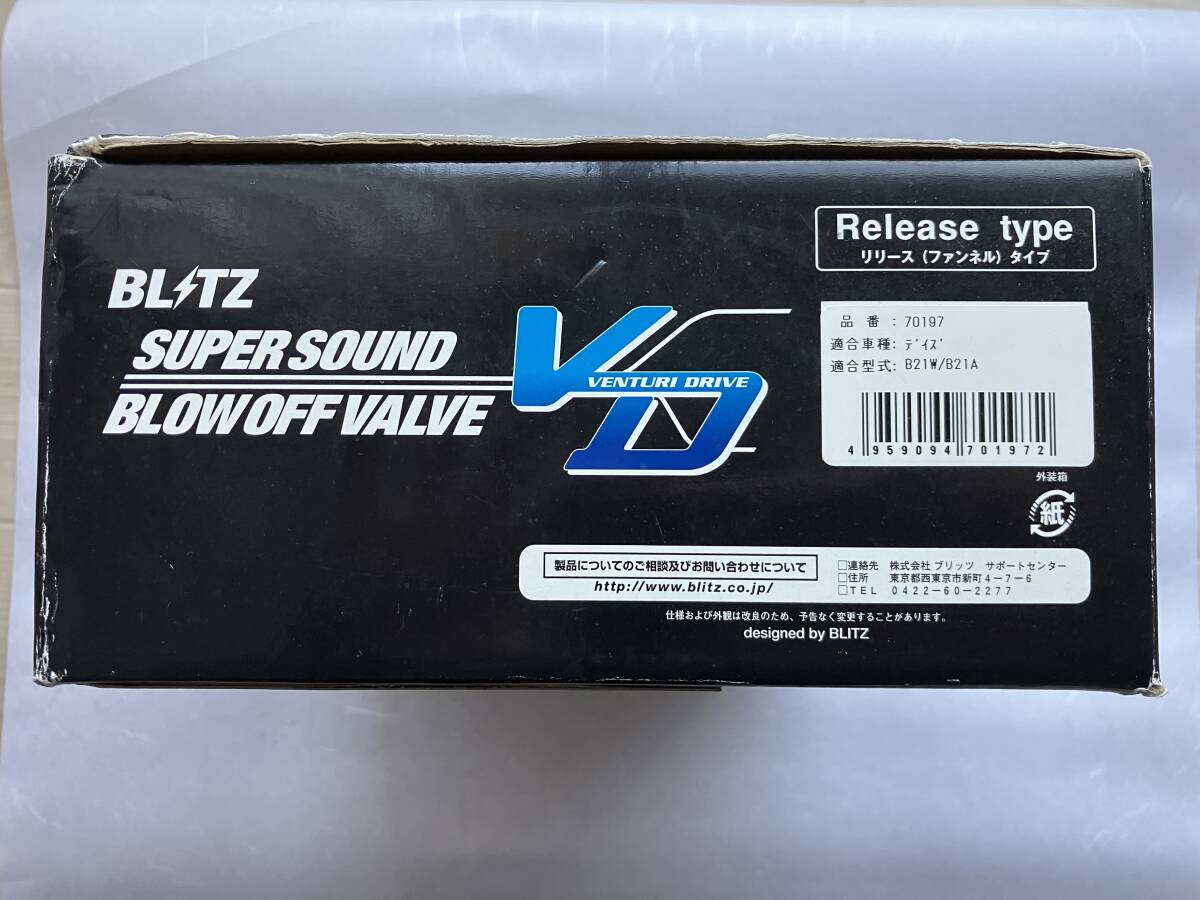 BLITZ
SUPER SOUND
BLOW OFF VALVE
VD
VENTURI DRIVE
Release type
リリース(ファンネル)タイプ
品 番 : 70197
適合車種: デイズ
適合型式: B21W/B21A
4 959094 701972
外装箱
紙
製品についてのご相談及びお問い合わせについて
http://www.blitz.co.jp/
□連絡先 株式会社 ブリッツ サポートセンター
□住所 東京都西東京市新町4-7-6
□TEL 0422-60-2277
仕様および外観は改良のため、予告なく変更することがあります。
designed by BLITZ